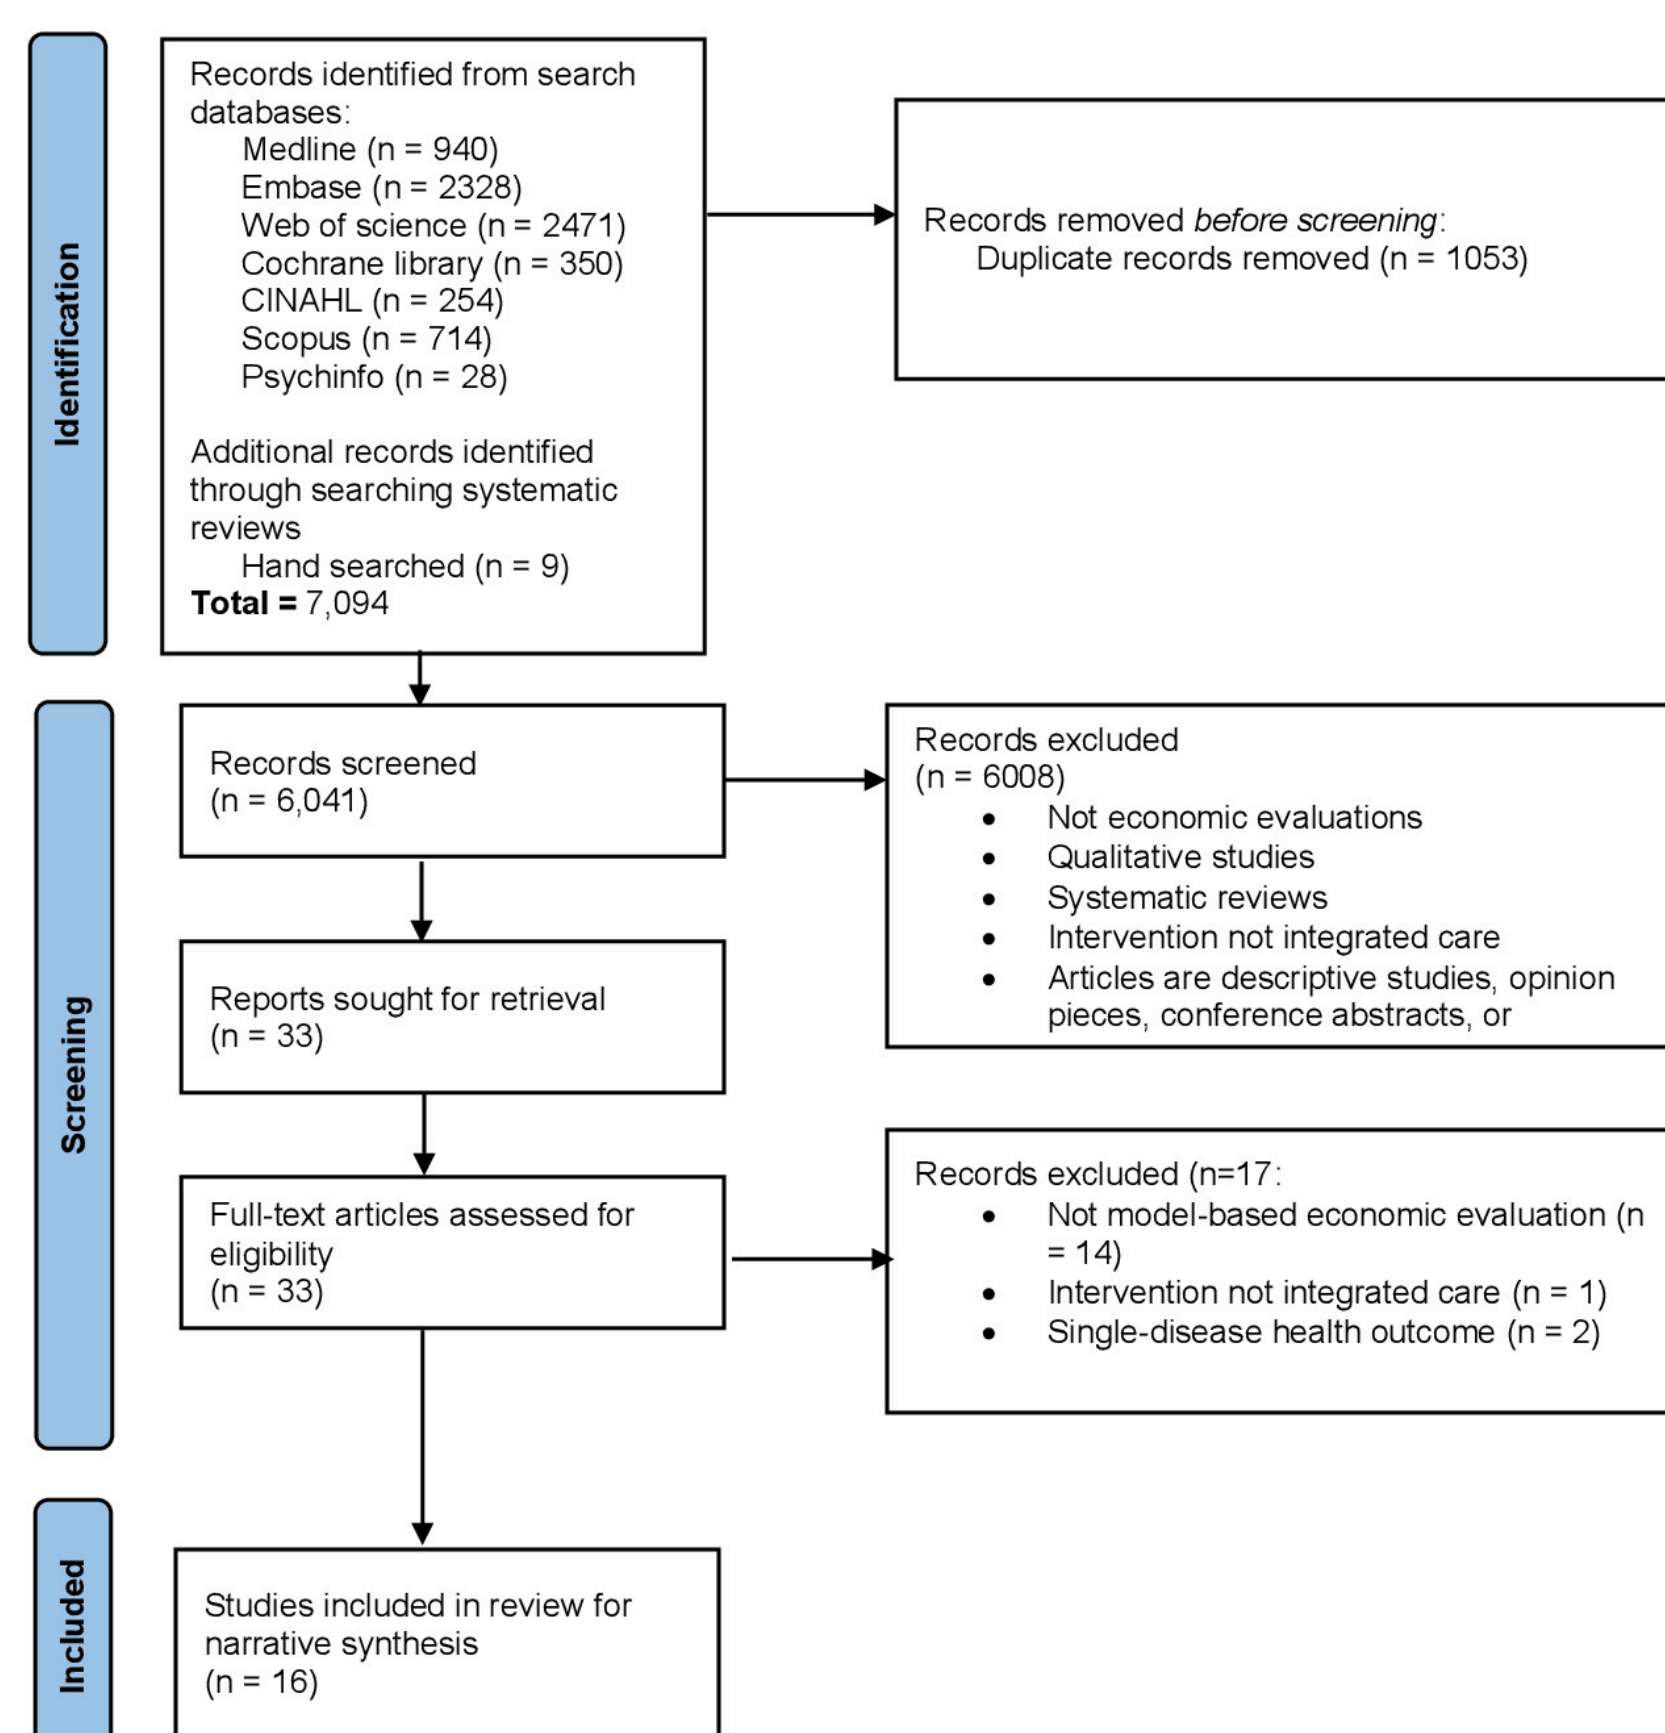 Identification
Records identified from search
databases:
Medline (n = 940)
Embase (n = 2328)
Web of science (n = 2471)
Cochrane library (n = 350)
CINAHL (n = 254)
Scopus (n = 714)
Psychinfo (n = 28)
Additional records identified
through searching systematic
reviews
Hand searched (n = 9)
Total = 7,094
Records removed before screening:
Duplicate records removed (n = 1053)
Screening
Records screened
(n = 6,041)
Records excluded
(n = 6008)
• Not economic evaluations
• Qualitative studies
• Systematic reviews
• Intervention not integrated care
• Articles are descriptive studies, opinion
pieces, conference abstracts, or
Reports sought for retrieval
(n = 33)
Full-text articles assessed for
eligibility
(n = 33)
Records excluded (n=17:
• Not model-based economic evaluation (n
= 14)
• Intervention not integrated care (n = 1)
• Single-disease health outcome (n = 2)
Included
Studies included in review for
narrative synthesis
(n = 16)